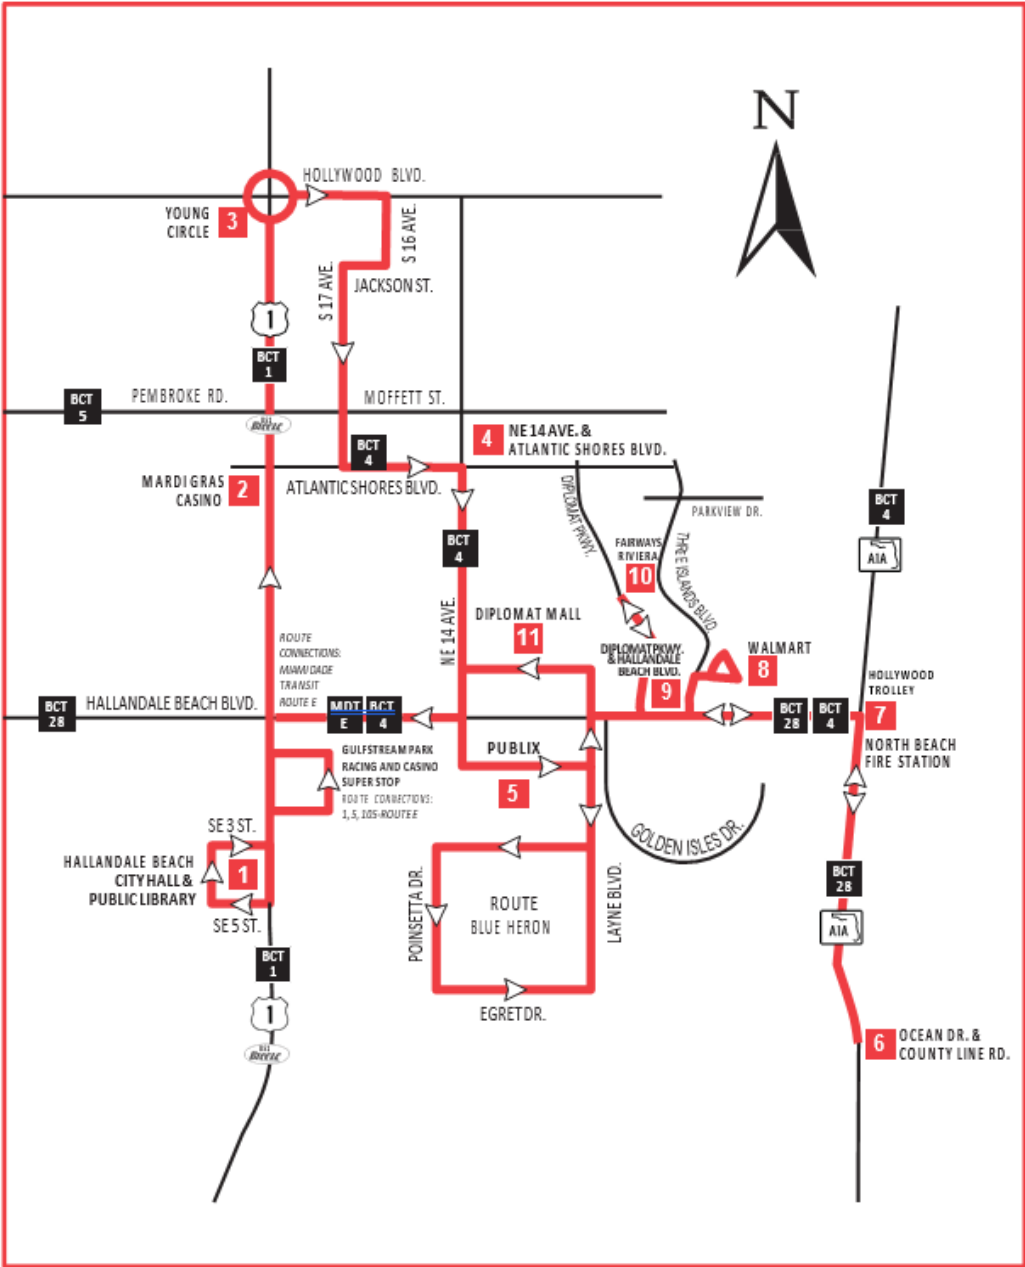 N
HOLLYWOOD BLVD.
YOUNG
CIRCLE
3
S 16 AVE.
S 17 AVE.
JACKSON ST.
1
BCT
1
BCT
5
PEMBROKE RD.
MOFFETT ST.
Breeze
4
NE 14 AVE. &
ATLANTIC SHORES BLVD.
BCT
4
MARDI GRAS
CASINO
2
ATLANTIC SHORES BLVD.
DIPLOMAT PKWY.
PARKVIEW DR.
BCT
4
A1A
BCT
4
FAIRWAYS
RIVIERA
10
THREE ISLANDS BLVD.
NE 14 AVE.
DIPLOMAT MALL
11
ROUTE
CONNECTIONS:
MIAMI DADE
TRANSIT
ROUTE E
DIPLOMAT PKWY.
& HALLANDALE
BEACH BLVD.
9
WALMART
8
HOLLYWOOD
TROLLEY
7
BCT
28
HALLANDALE BEACH BLVD.
MDT
E
BCT
4
BCT
28
BCT
4
NORTH BEACH
FIRE STATION
GULFSTREAM PARK
RACING AND CASINO
SUPER STOP
ROUTE CONNECTIONS:
1, 5, 105-ROUTE E
PUBLIX
5
GOLDEN ISLES DR.
SE 3 ST.
HALLANDALE BEACH
CITY HALL &
PUBLIC LIBRARY
1
SE 5 ST.
POINSETTA DR.
ROUTE
BLUE HERON
LAYNE BLVD.
BCT
28
A1A
BCT
1
1
Breeze
EGRET DR.
6
OCEAN DR. &
COUNTY LINE RD.